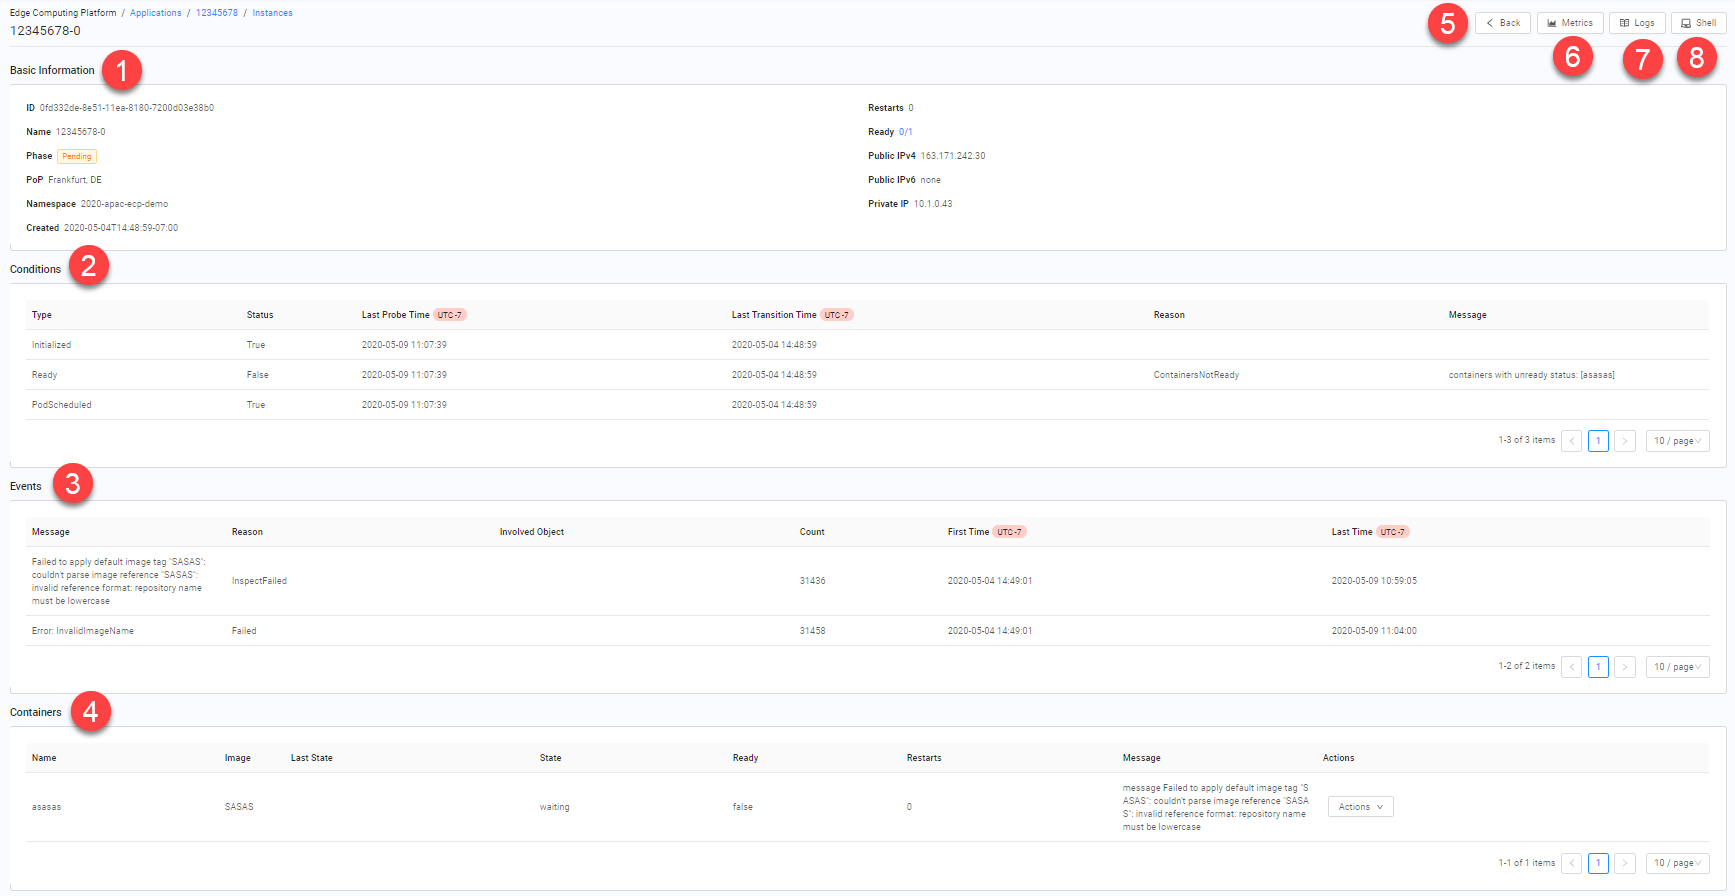 Edge Computing Platform / Applications / 12345678 / Instances
12345678-0
5
Back
Metrics
Logs
Shell
6
7
8
Basic Information
1
ID 0fd332de-8e51-11ea-8180-7200d03e38b0
Restarts 0
Name 12345678-0
Ready 0/1
Phase Pending
Public IPv4 163.171.242.30
PoP Frankfurt, DE
Public IPv6 none
Namespace 2020-apac-ecp-demo
Private IP 10.1.0.43
Created 2020-05-04T14:48:59-07:00
Conditions
2
Type Status Last Probe Time UTC-7 Last Transition Time UTC-7 Reason Message
Initialized True 2020-05-09 11:07:39 2020-05-04 14:48:59
Ready False 2020-05-09 11:07:39 2020-05-04 14:48:59 ContainersNotReady containers with unready status: [asasas]
PodScheduled True 2020-05-09 11:07:39 2020-05-04 14:48:59
1-3 of 3 items < 1 > 10 / page
Events
3
Message Reason Involved Object Count First Time UTC-7 Last Time UTC-7
Failed to apply default image tag "SASAS":
couldn't parse image reference "SASAS":
invalid reference format: repository name
must be lowercase
InspectFailed 31436 2020-05-04 14:49:01 2020-05-09 10:59:05
Error: InvalidImageName Failed 31458 2020-05-04 14:49:01 2020-05-09 11:04:00
1-2 of 2 items < 1 > 10 / page
Containers
4
Name Image Last State State Ready Restarts Message Actions
asasas SASAS waiting false 0
message Failed to apply default image tag "S
ASAS": couldn't parse image reference "SASA
S": invalid reference format: repository name
must be lowercase
Actions
1-1 of 1 items < 1 > 10 / page